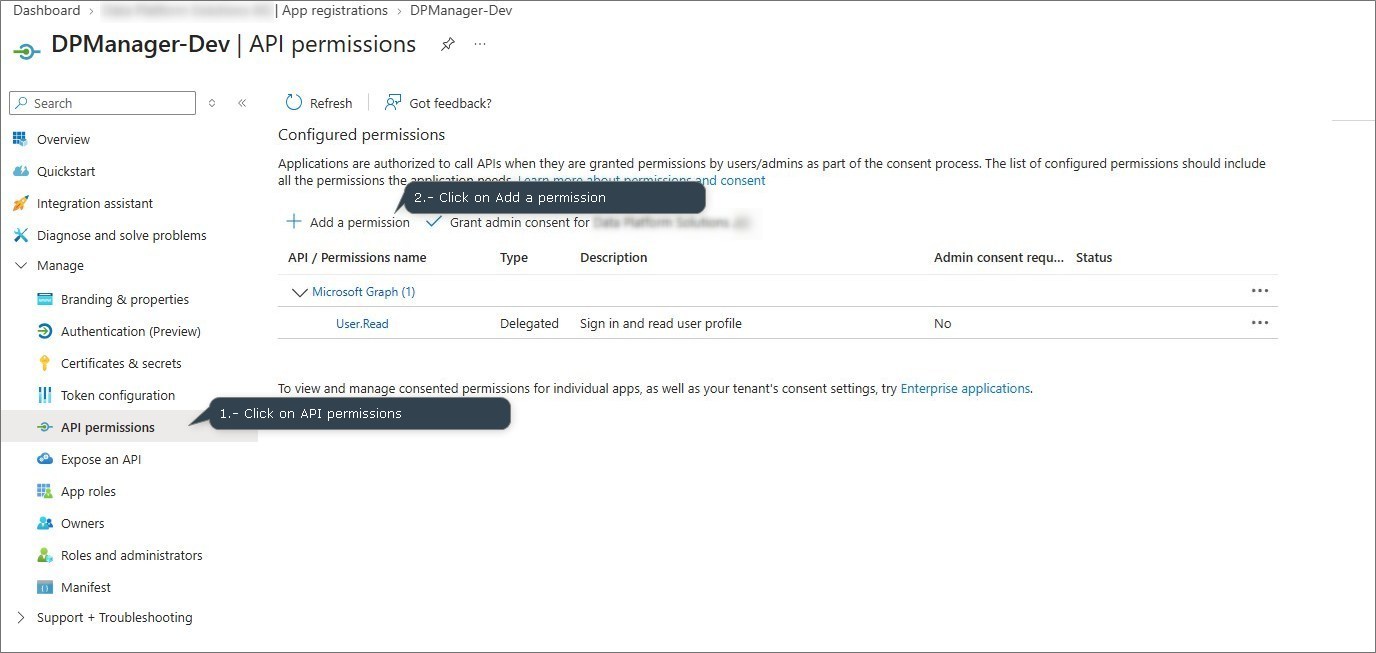 Dashboard > | App registrations > DPManager-Dev
DPManager-Dev | API permissions ...
Search
Refresh | Got feedback?
Configured permissions
Applications are authorized to call APIs when they are granted permissions by users/admins as part of the consent process. The list of configured permissions should include
all the permissions the application needs. Learn more about permissions and consent
2.- Click on Add a permission
Add a permission Grant admin consent for
API / Permissions name Type Description Admin consent requ... Status
Microsoft Graph (1) ...
User.Read Delegated Sign in and read user profile No ...
To view and manage consented permissions for individual apps, as well as your tenant's consent settings, try Enterprise applications.
Overview
Quickstart
Integration assistant
Diagnose and solve problems
Manage
Branding & properties
Authentication (Preview)
Certificates & secrets
Token configuration
API permissions
1.- Click on API permissions
Expose an API
App roles
Owners
Roles and administrators
Manifest
Support + Troubleshooting